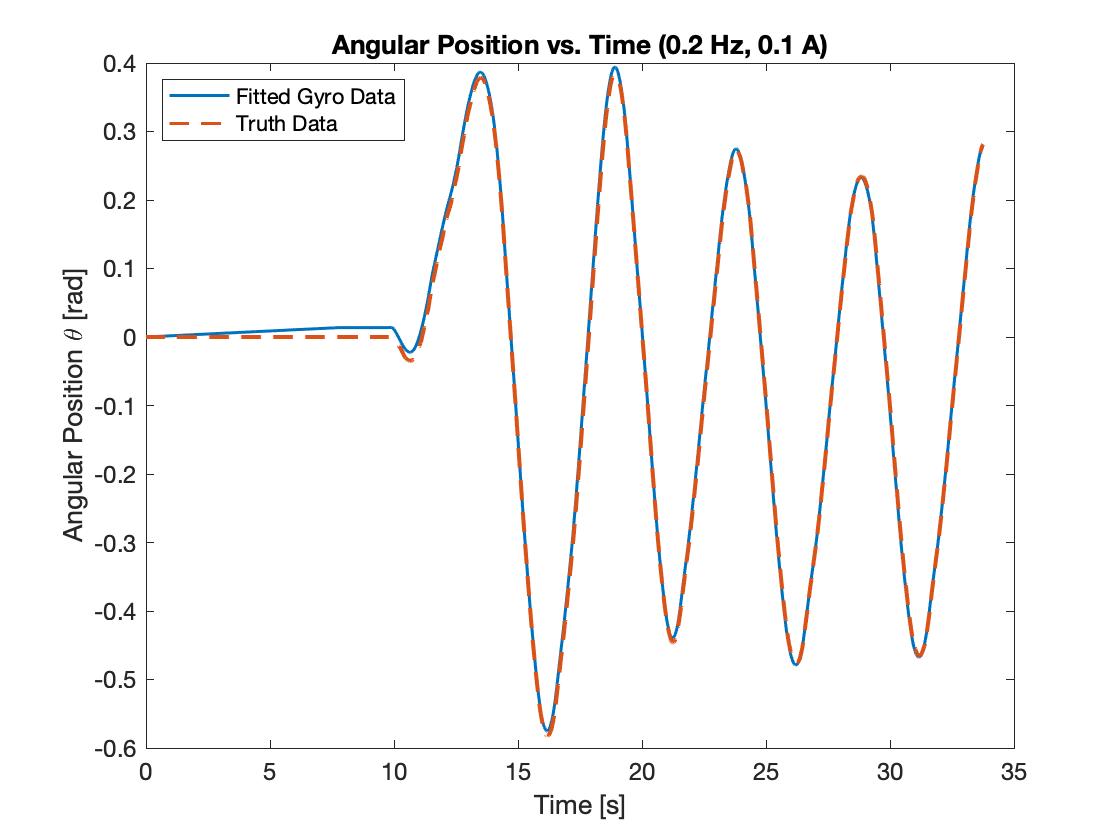 Angular Position vs. Time (0.2 Hz, 0.1 A)
Fitted Gyro Data
Truth Data
Angular Position θ [rad]
0.4
0.3
0.2
0.1
0
-0.1
-0.2
-0.3
-0.4
-0.5
-0.6
0 5 10 15 20 25 30 35
Time [s]